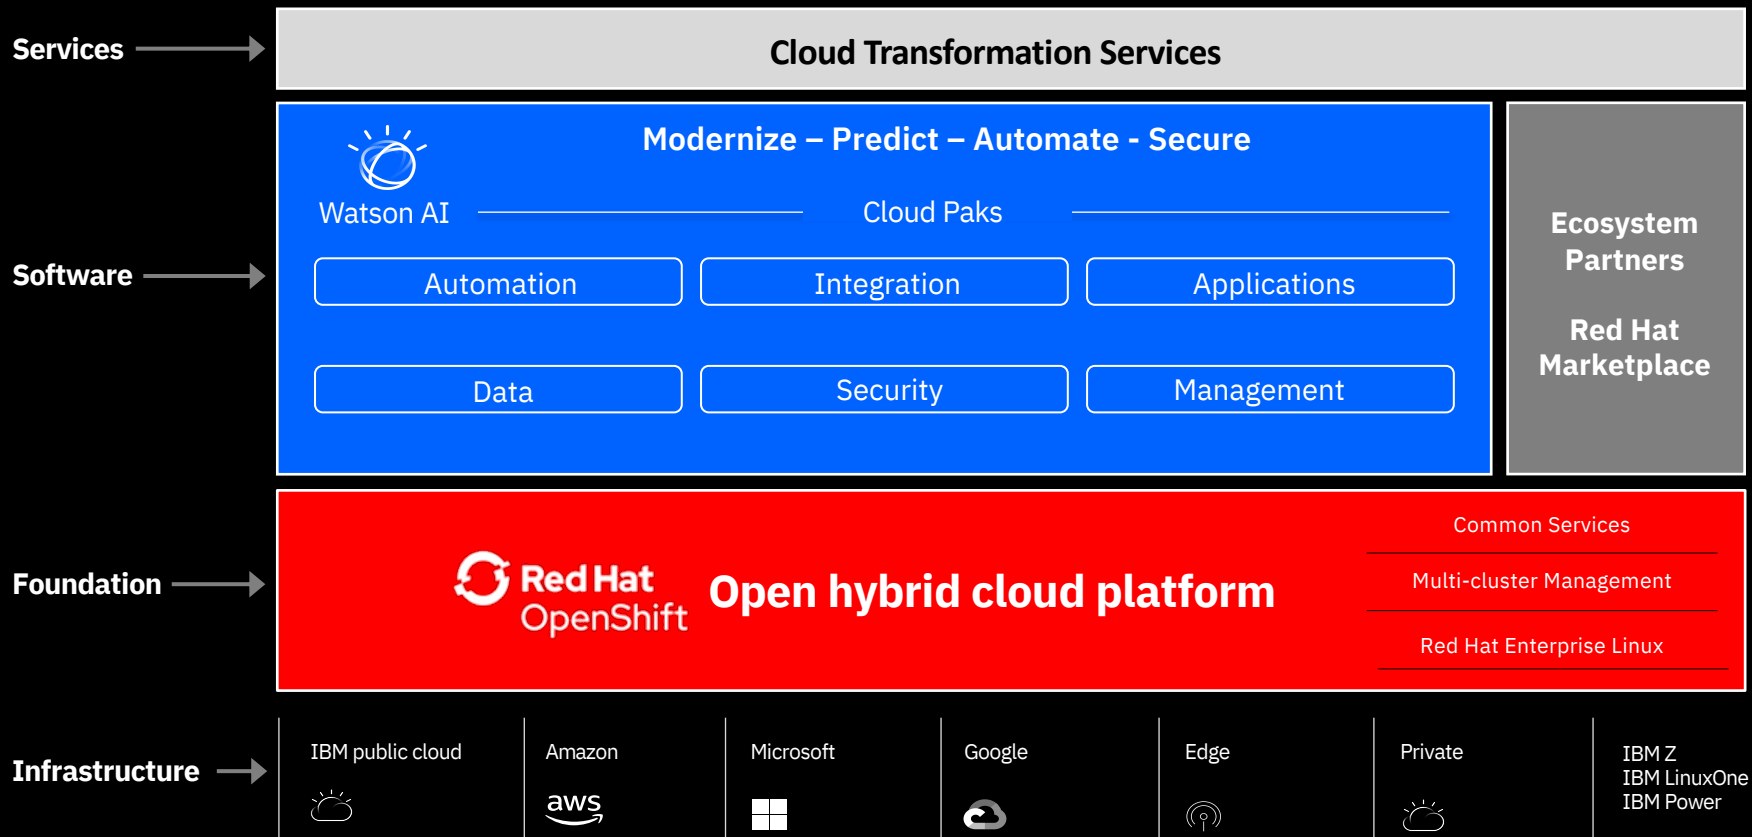 Services
Cloud Transformation Services
Modernize – Predict – Automate - Secure
Watson AI
Cloud Paks
Software
Automation
Integration
Applications
Data
Security
Management
Ecosystem
Partners
Red Hat
Marketplace
Foundation
Red Hat
OpenShift
Open hybrid cloud platform
Common Services
Multi-cluster Management
Red Hat Enterprise Linux
Infrastructure
IBM public cloud
Amazon
aws
Microsoft
Google
Edge
Private
IBM Z
IBM LinuxOne
IBM Power